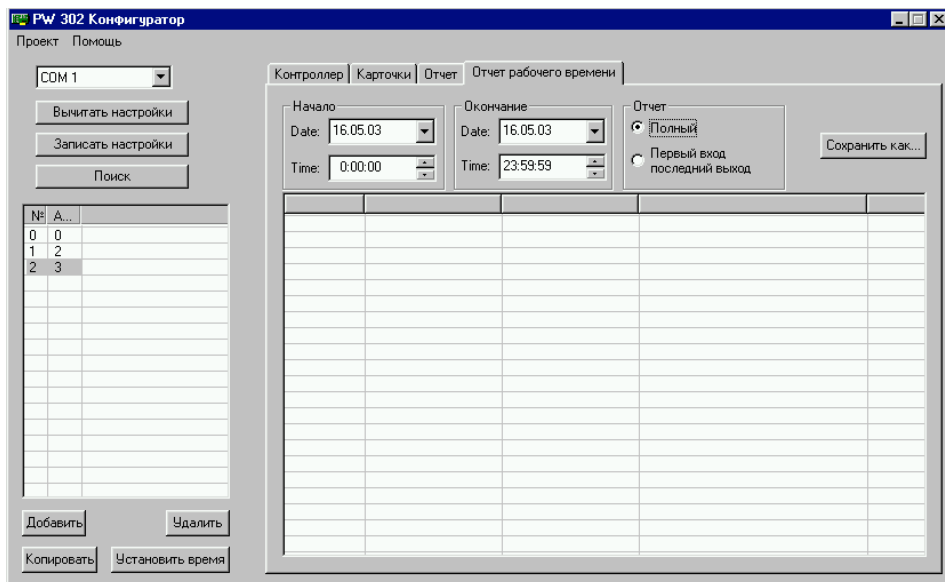 PW 302 Конфигуратор
Проект Помощь
COM 1
Вычитать настройки
Записать настройки
Поиск
№ А...
0 0
1 2
2 3
Добавить Удалить
Копировать Установить время
Контроллер Карточки Отчет Отчет рабочего времени
Начало
Date: 16.05.03
Time: 0:00:00
Окончание
Date: 16.05.03
Time: 23:59:59
Отчет
Полный
Первый вход
последний выход
Сохранить как...